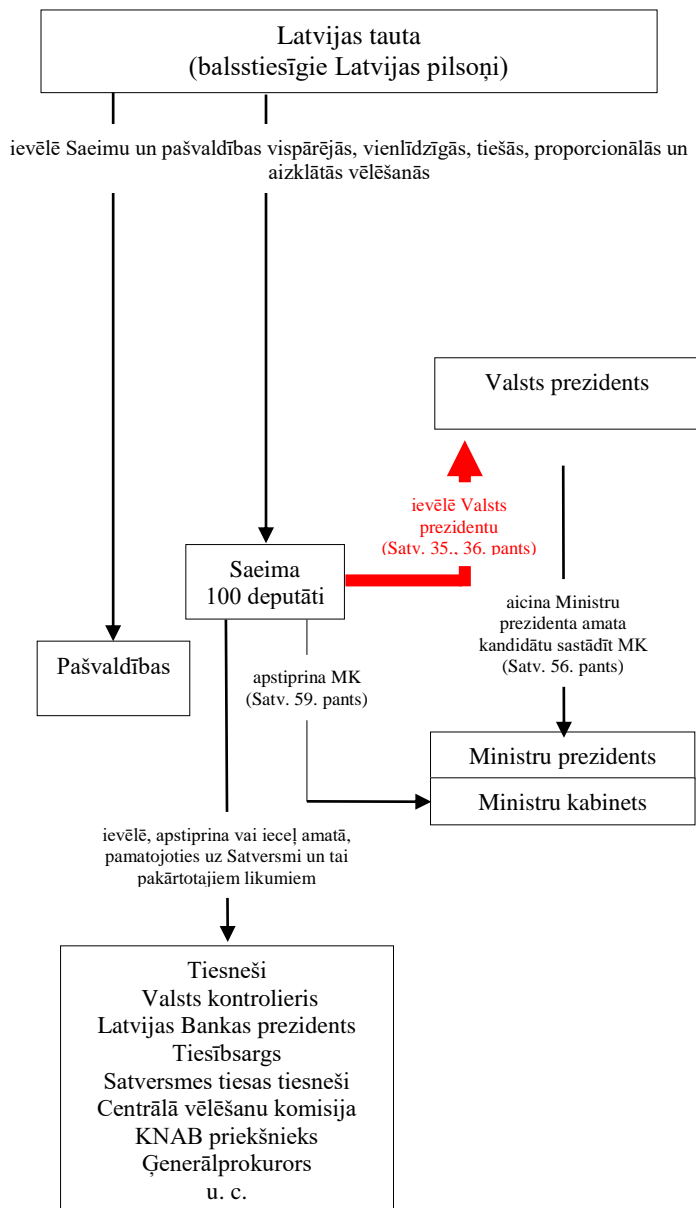 Latvijas tauta
(balsstiesīgie Latvijas pilsoņi)
ievēlē Saeimu un pašvaldības vispārējās, vienlīdzīgās, tiešās, proporcionālās un
aizklātās vēlēšanās
Valsts prezidents
ievēlē Valsts
prezidentu
(Satv. 35., 36. pants)
Saeima
100 deputāti
aicina Ministru
prezidenta amata
kandidātu sastādīt MK
(Satv. 56. pants)
Pašvaldības
apstiprina MK
(Satv. 59. pants)
Ministru prezidents
Ministru kabinets
ievēlē, apstiprina vai ieceļ amatā,
pamatojoties uz Satversmi un tai
pakārtotajiem likumiem
Tiesneši
Valsts kontrolieris
Latvijas Bankas prezidents
Tiesībsargs
Satversmes tiesas tiesneši
Centrālā vēlēšanu komisija
KNAB priekšnieks
Ģenerālprokurors
u. c.